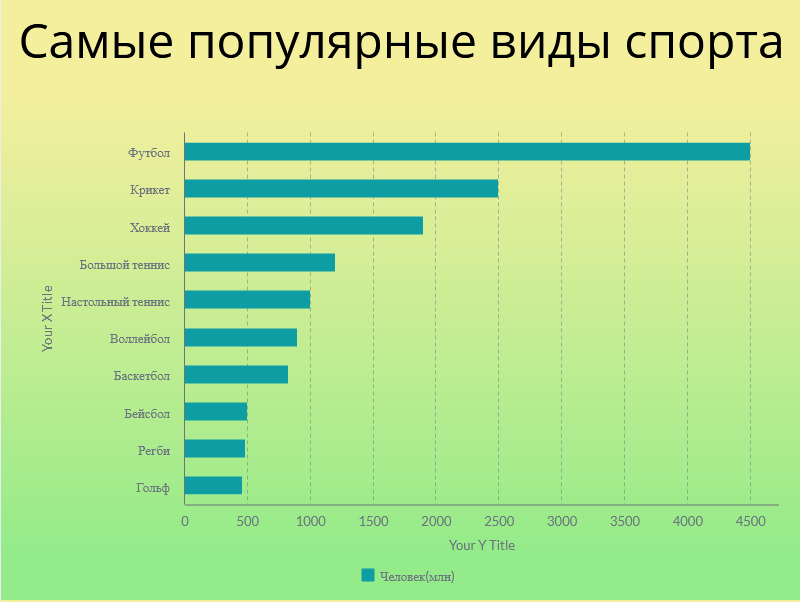 Самые популярные виды спорта
Футбол
Крикет
Хоккей
Большой теннис
Настольный теннис
Воллейбол
Баскетбол
Бейсбол
Регби
Гольф
Your X Title
0 500 1000 1500 2000 2500 3000 3500 4000 4500
Your Y Title
Человек(млн)